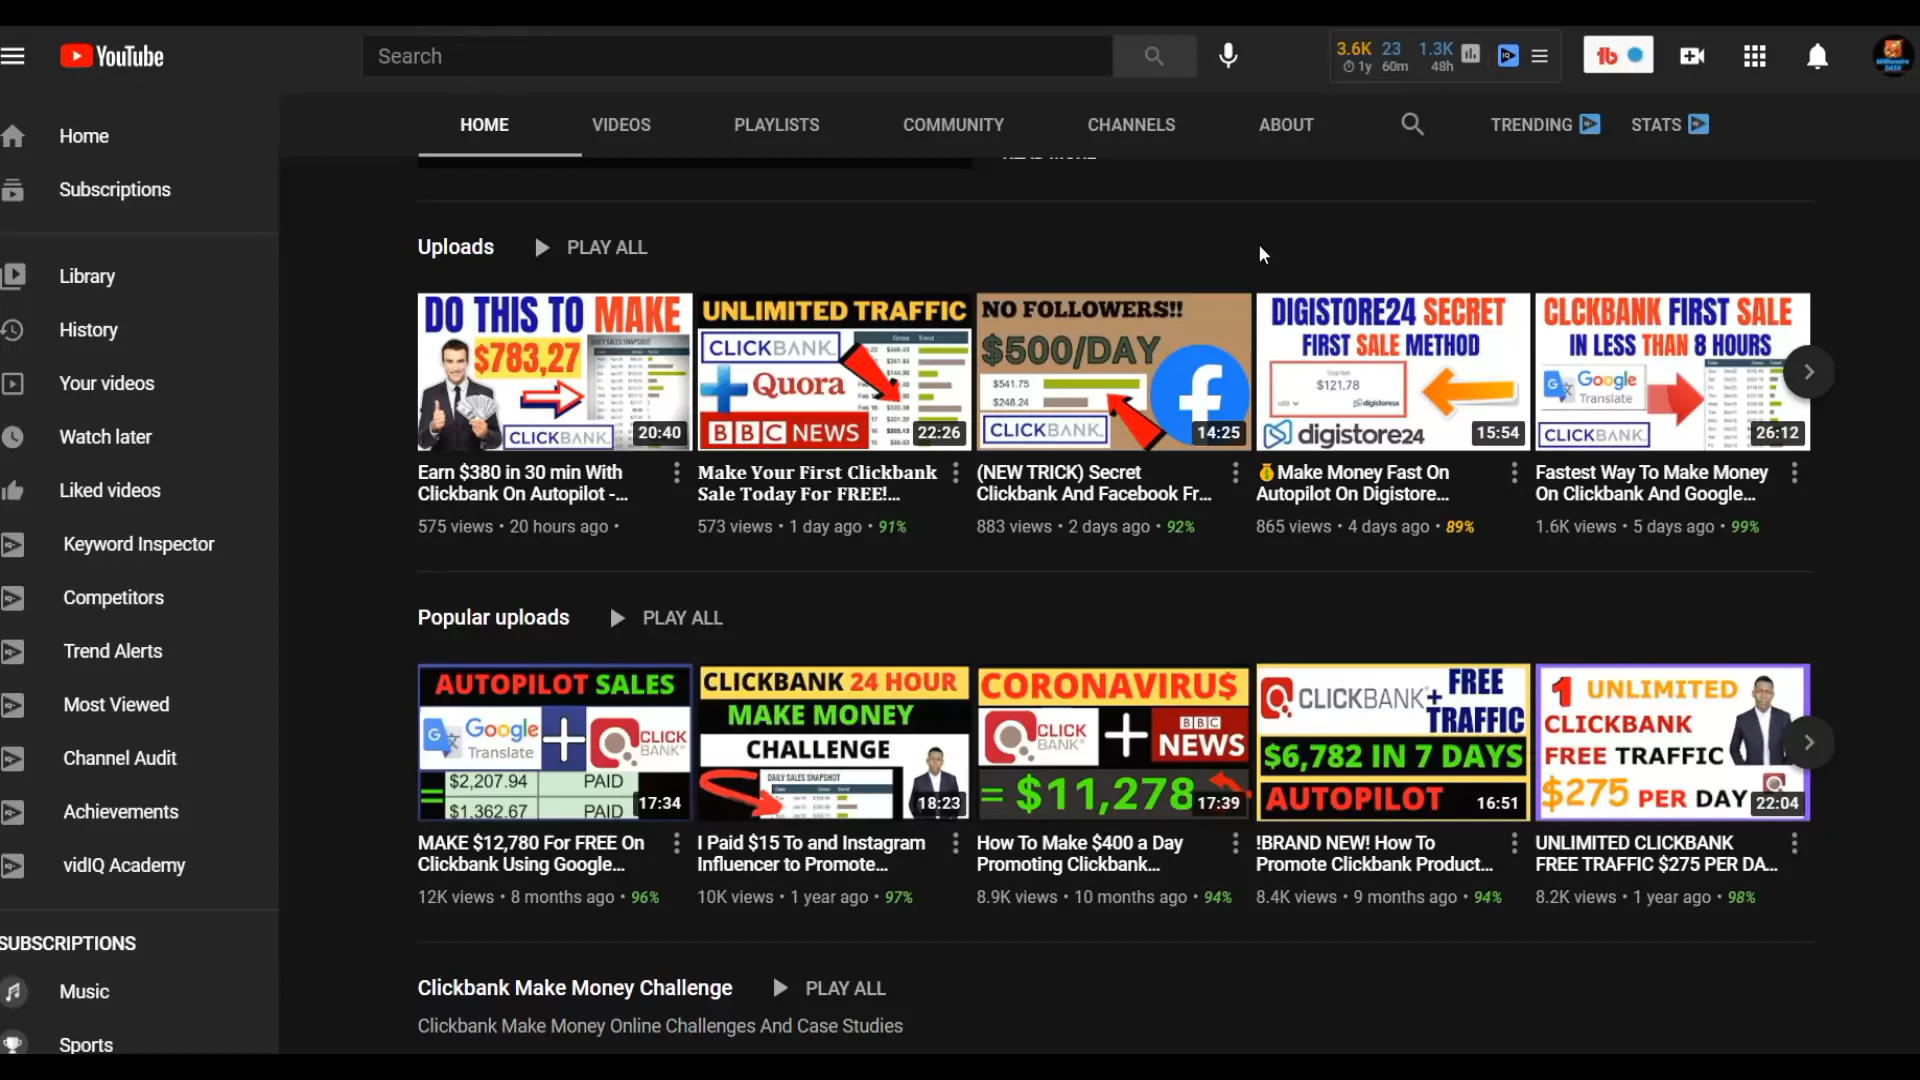 YouTube
Search
3.6K 23 1.3K
1y 60m 48h
HOME VIDEOS PLAYLISTS COMMUNITY CHANNELS ABOUT TRENDING STATS
Home
Subscriptions
Library
History
Your videos
Watch later
Liked videos
Keyword Inspector
Competitors
Trend Alerts
Most Viewed
Channel Audit
Achievements
vidIQ Academy
SUBSCRIPTIONS
Music
Sports
Uploads PLAY ALL
DO THIS TO MAKE
$783,27
DAILY SALES SNAPSHOT
CLICKBANK.
20:40
UNLIMITED TRAFFIC
CLICKBANK.
Quora
BBC NEWS
22:26
NO FOLLOWERS!!
$500/DAY
$541.75
$248.24
CLICKBANK.
14:25
DIGISTORE24 SECRET
FIRST SALE METHOD
$121.78
digistore24
15:54
CLCKBANK FIRST SALE
IN LESS THAN 8 HOURS
Google
Translate
CLICKBANK.
26:12
Earn $380 in 30 min With
Clickbank On Autopilot -...
575 views • 20 hours ago •
Make Your First Clickbank
Sale Today For FREE!...
573 views • 1 day ago • 91%
(NEW TRICK) Secret
Clickbank And Facebook Fr...
883 views • 2 days ago • 92%
💰Make Money Fast On
Autopilot On Digistore...
865 views • 4 days ago • 89%
Fastest Way To Make Money
On Clickbank And Google...
1.6K views • 5 days ago • 99%
Popular uploads PLAY ALL
AUTOPILOT SALES
Google
Translate
CLICK
BANK
$2,207.94 PAID
= $1,362.67 PAID
17:34
CLICKBANK 24 HOUR
MAKE MONEY
CHALLENGE
DAILY SALES SNAPSHOT
18:23
CORONAVIRU$
CLICK
BANK + BBC
NEWS
= $11,278
17:39
CLICKBANK + FREE
TRAFFIC
$6,782 IN 7 DAYS
AUTOPILOT
16:51
1 UNLIMITED
CLICKBANK
FREE TRAFFIC
$275 PER DAY
22:04
MAKE $12,780 For FREE On
Clickbank Using Google...
12K views • 8 months ago • 96%
I Paid $15 To and Instagram
Influencer to Promote...
10K views • 1 year ago • 97%
How To Make $400 a Day
Promoting Clickbank...
8.9K views • 10 months ago • 94%
!BRAND NEW! How To
Promote Clickbank Product...
8.4K views • 9 months ago • 94%
UNLIMITED CLICKBANK
FREE TRAFFIC $275 PER DA...
8.2K views • 1 year ago • 98%
Clickbank Make Money Challenge PLAY ALL
Clickbank Make Money Online Challenges And Case Studies